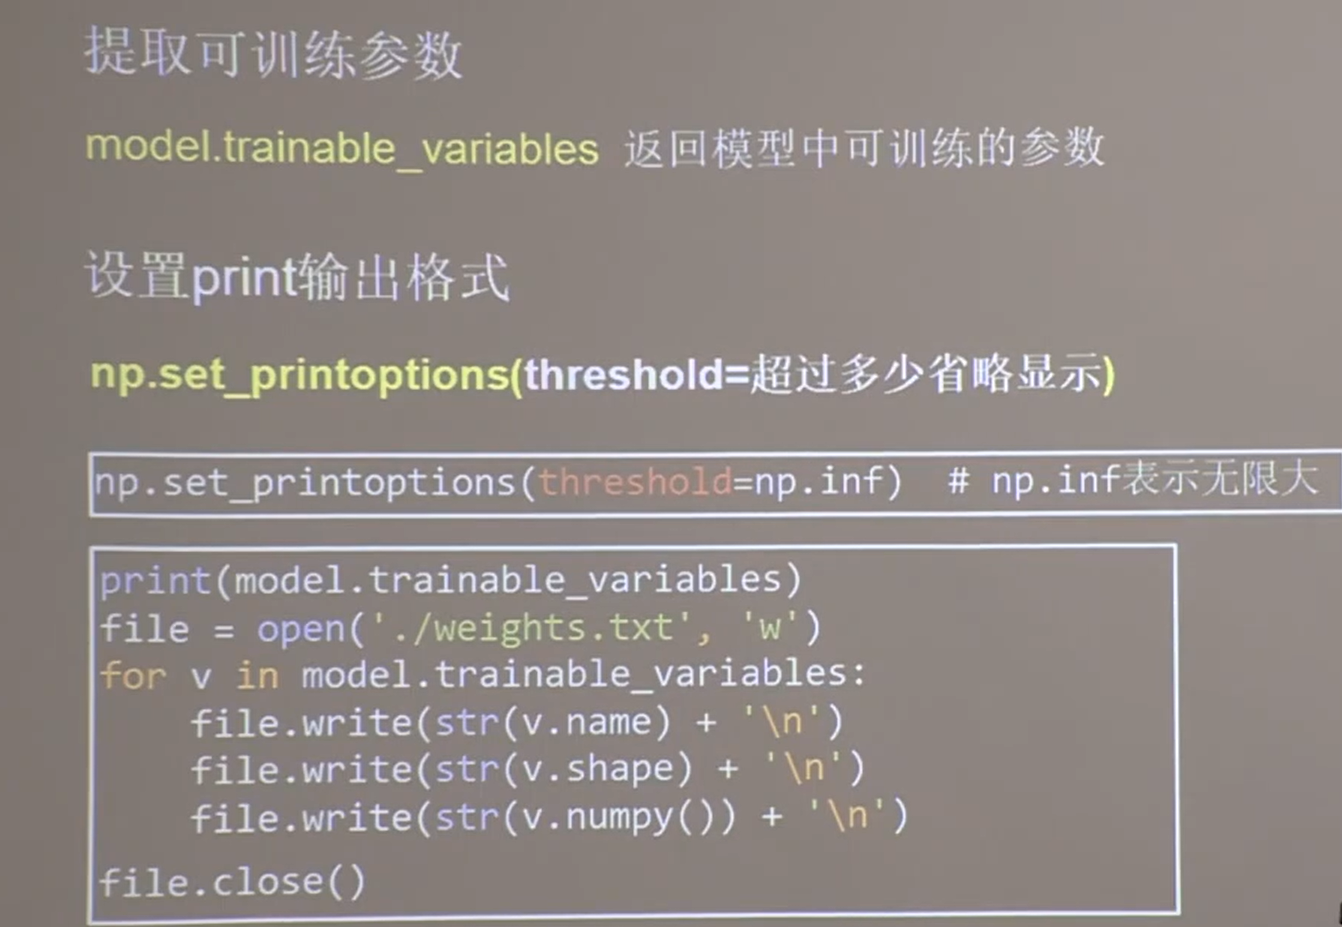 提取可训练参数
model.trainable_variables 返回模型中可训练的参数
设置print输出格式
np.set_printoptions(threshold=超过多少省略显示)
np.set_printoptions(threshold=np.inf)  # np.inf表示无限大
print(model.trainable_variables)
file = open('./weights.txt', 'w')
for v in model.trainable_variables:
    file.write(str(v.name) + '\n')
    file.write(str(v.shape) + '\n')
    file.write(str(v.numpy()) + '\n')
file.close()